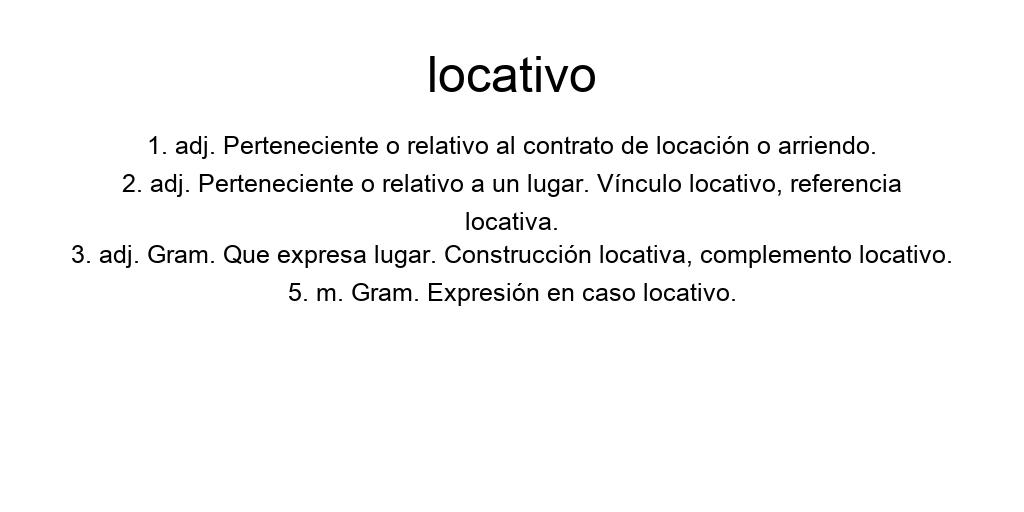 locativo
1. adj. Perteneciente o relativo al contrato de locación o arriendo.
2. adj. Perteneciente o relativo a un lugar. Vínculo locativo, referencia
locativa.
3. adj. Gram. Que expresa lugar. Construcción locativa, complemento locativo.
5. m. Gram. Expresión en caso locativo.